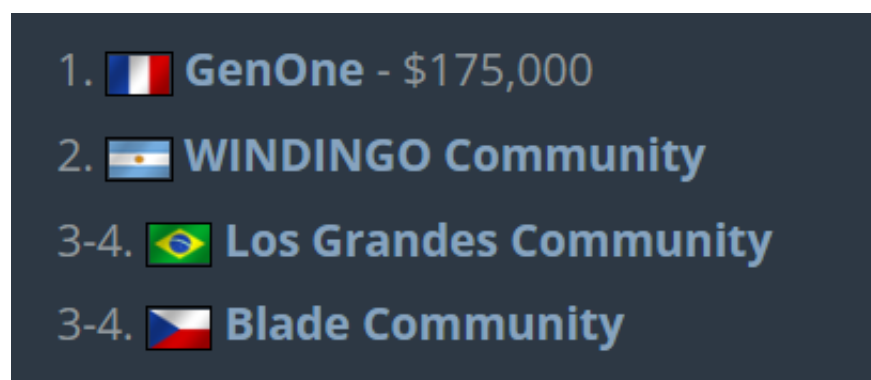 1. GenOne - $175,000
2. WINDINGO Community
3-4. Los Grandes Community
3-4. Blade Community